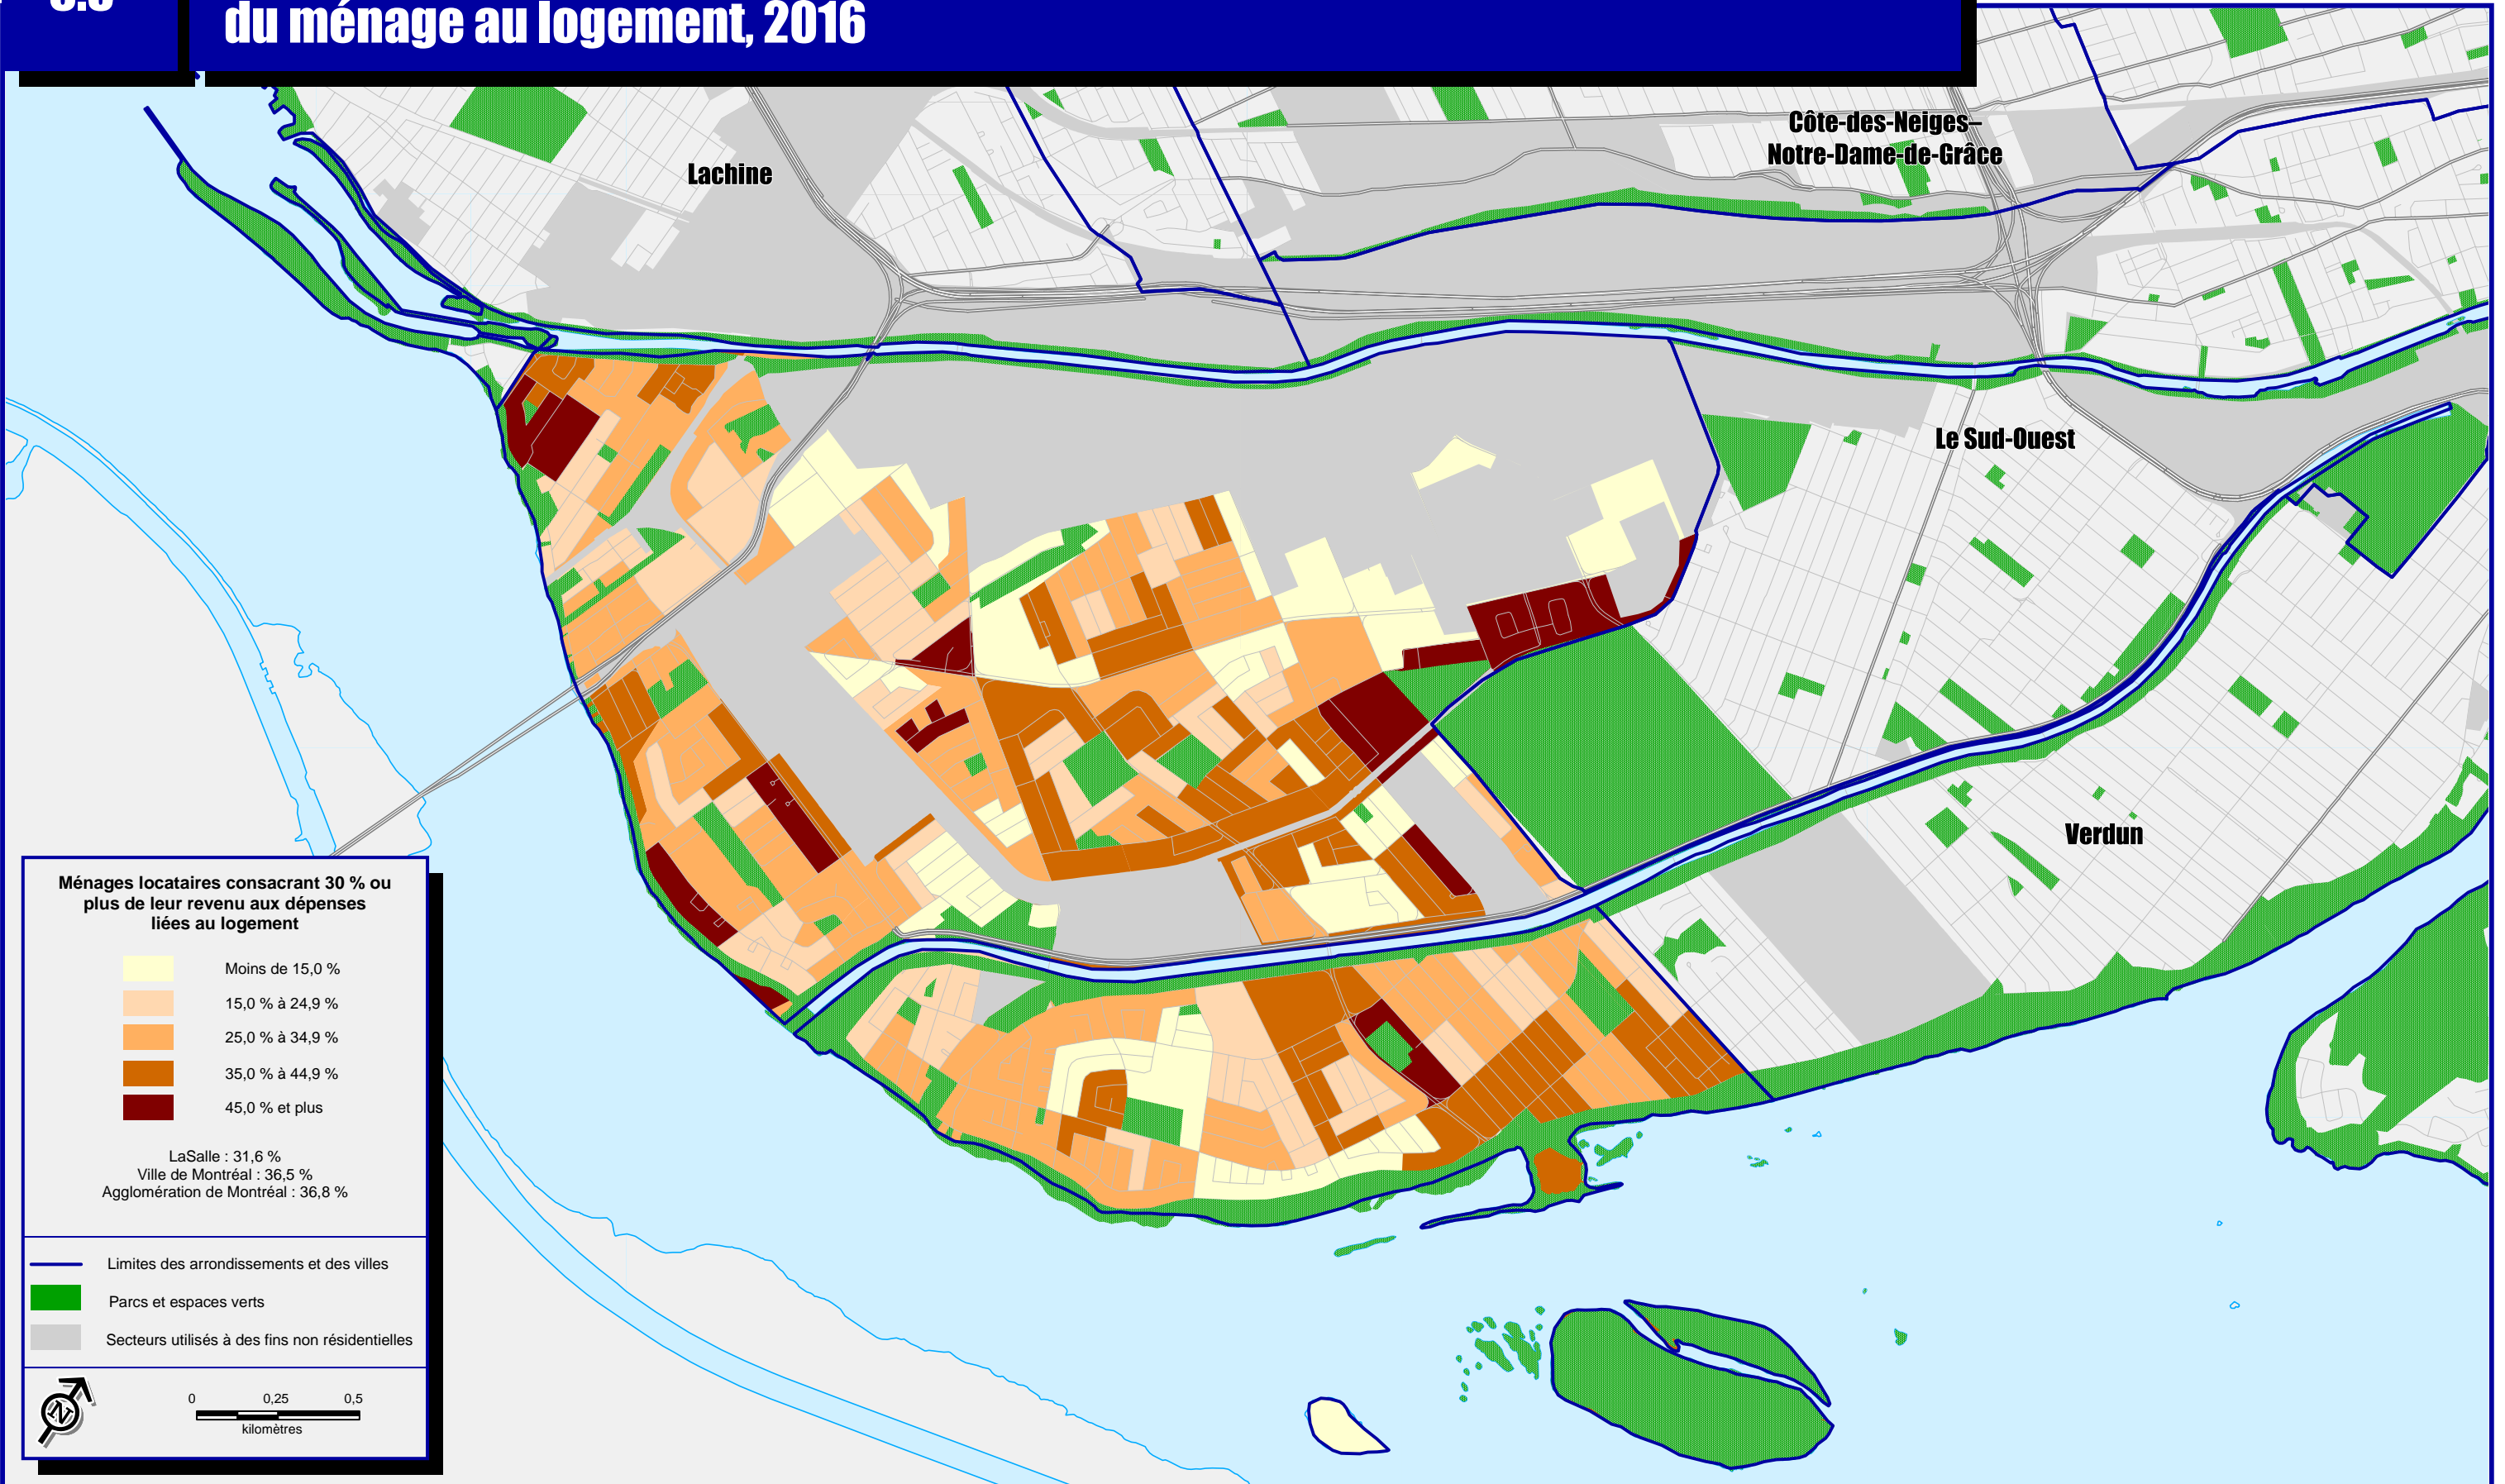 du ménage au logement, 2016
Lachine
Côte-des-Neiges–
Notre-Dame-de-Grâce
Le Sud-Ouest
Verdun
Ménages locataires consacrant 30 % ou
plus de leur revenu aux dépenses
liées au logement
Moins de 15,0 %
15,0 % à 24,9 %
25,0 % à 34,9 %
35,0 % à 44,9 %
45,0 % et plus
LaSalle : 31,6 %
Ville de Montréal : 36,5 %
Agglomération de Montréal : 36,8 %
Limites des arrondissements et des villes
Parcs et espaces verts
Secteurs utilisés à des fins non résidentielles
N
0 0,25 0,5
kilomètres